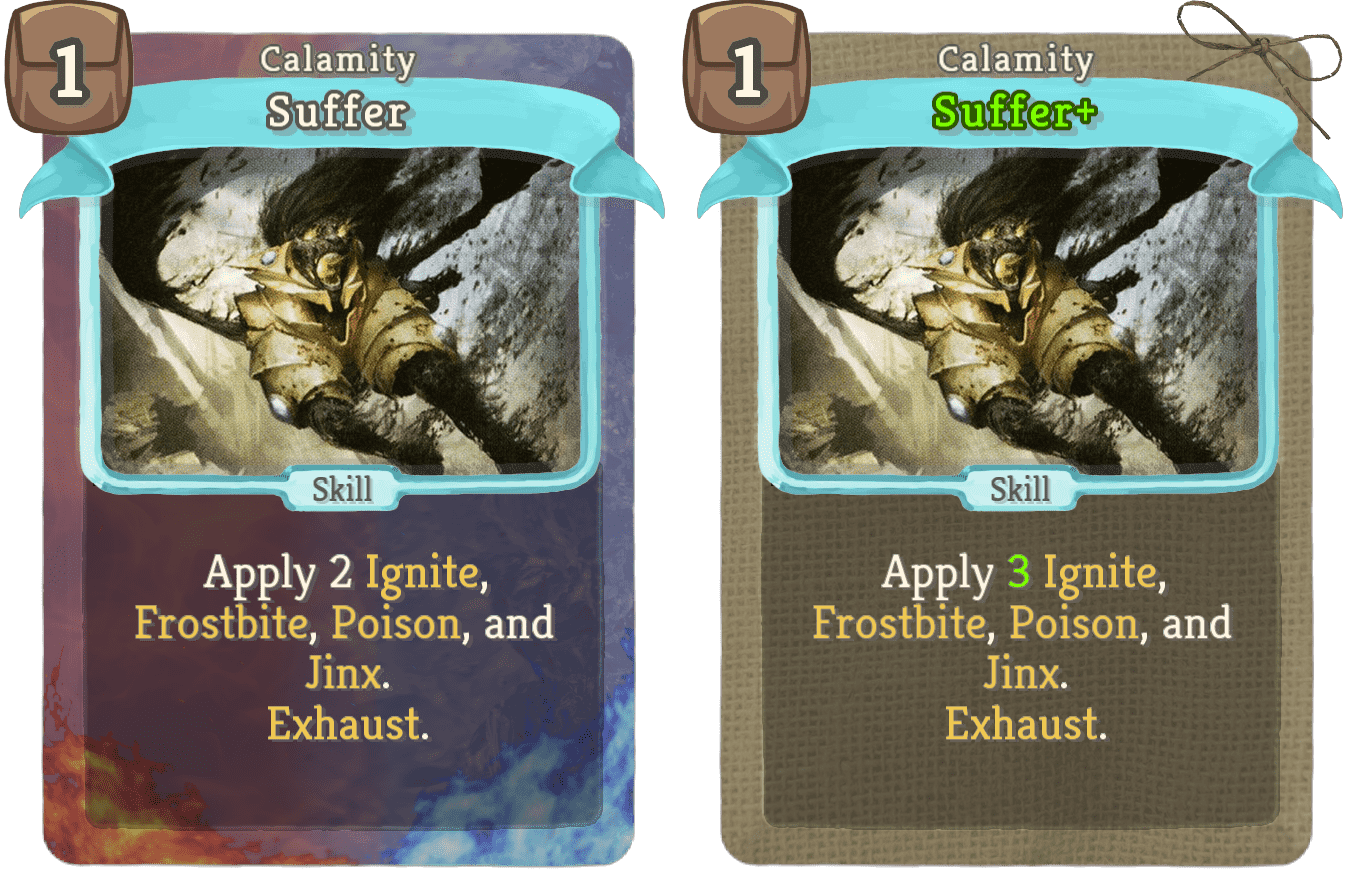 1
Calamity
Suffer
Skill
Apply 2 Ignite,
Frostbite, Poison, and
Jinx.
Exhaust.
1
Calamity
Suffer+
Skill
Apply 3 Ignite,
Frostbite, Poison, and
Jinx.
Exhaust.